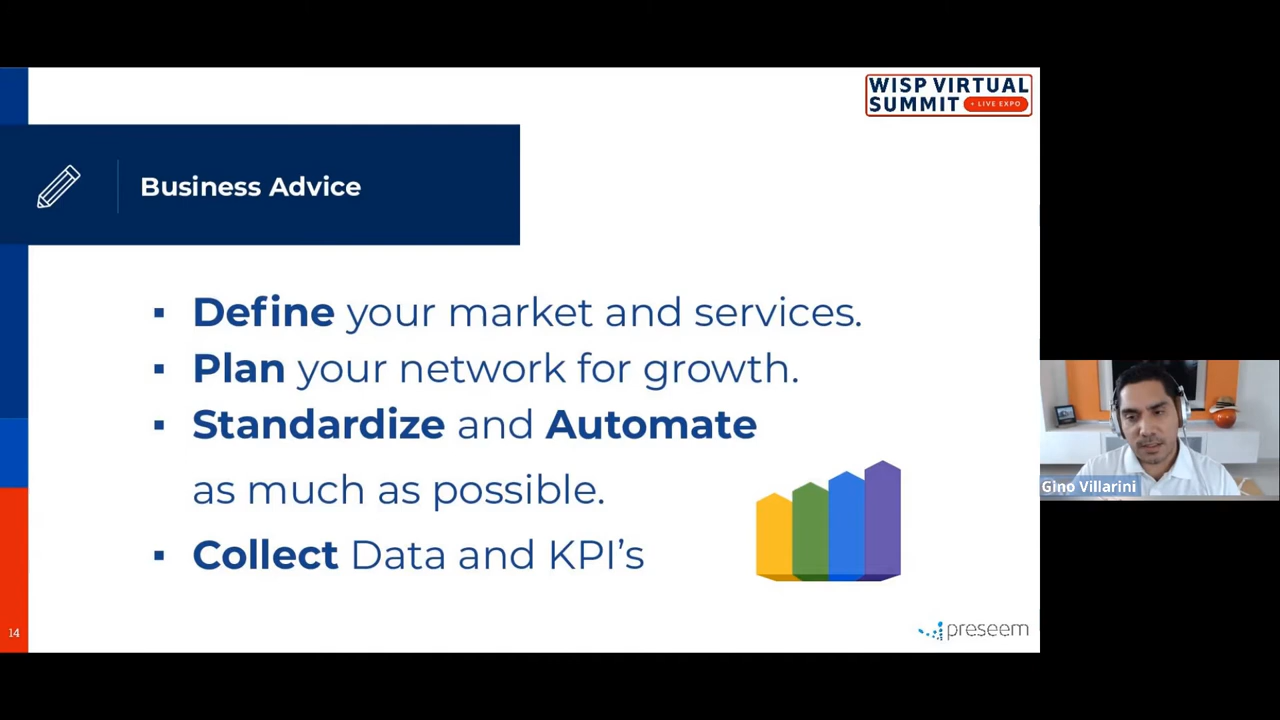 WISP VIRTUAL
SUMMIT + LIVE EXPO
Business Advice
▪ Define your market and services.
▪ Plan your network for growth.
▪ Standardize and Automate
as much as possible.
▪ Collect Data and KPI’s
Gino Villarini
14
preseem